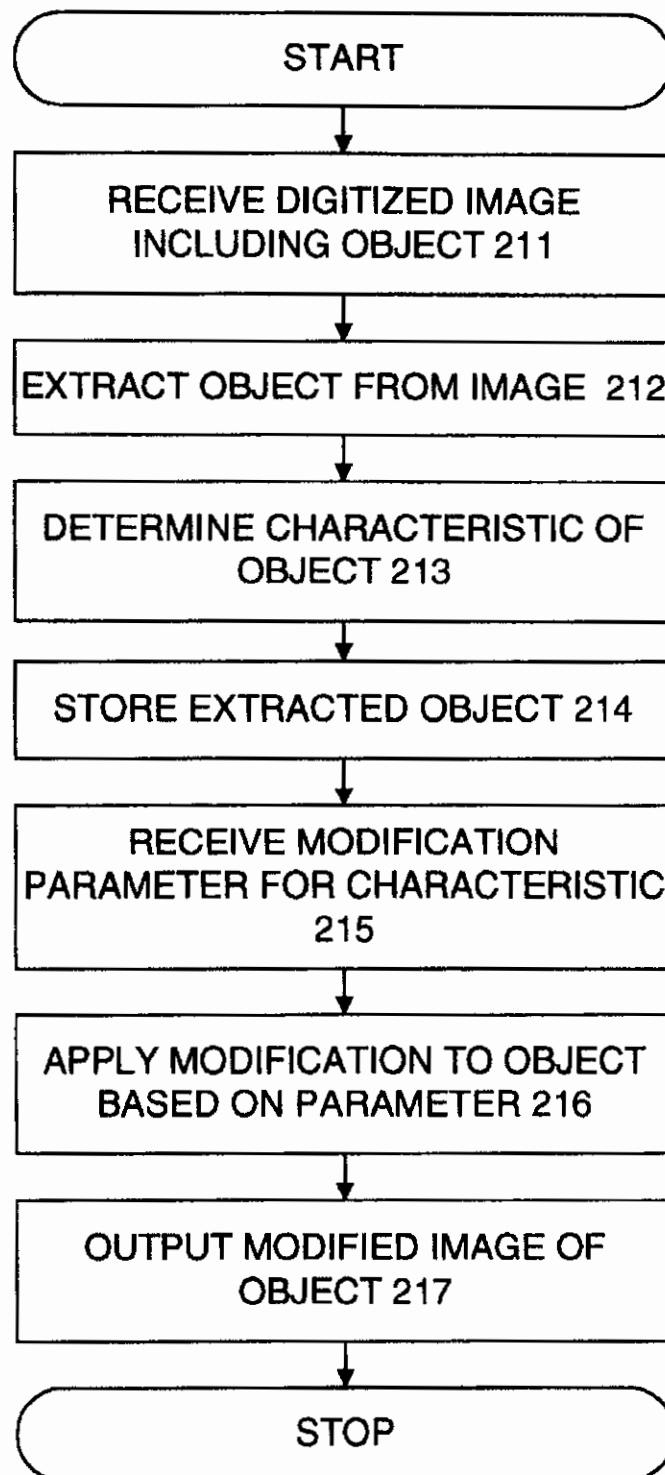 START
RECEIVE DIGITIZED IMAGE
INCLUDING OBJECT 211
EXTRACT OBJECT FROM IMAGE 212
DETERMINE CHARACTERISTIC OF
OBJECT 213
STORE EXTRACTED OBJECT 214
RECEIVE MODIFICATION
PARAMETER FOR CHARACTERISTIC
215
APPLY MODIFICATION TO OBJECT
BASED ON PARAMETER 216
OUTPUT MODIFIED IMAGE OF
OBJECT 217
STOP